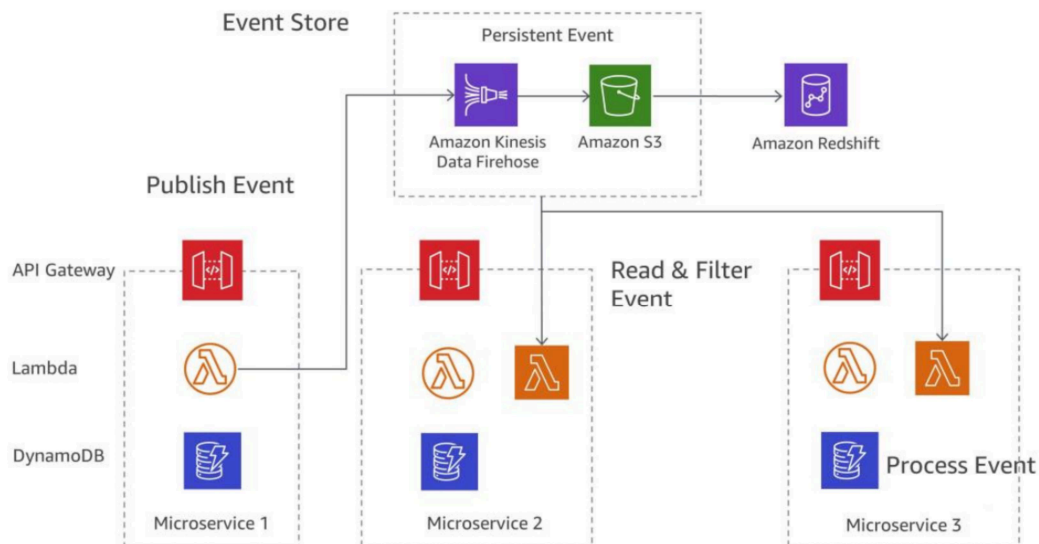 Event Store
Persistent Event
Amazon Kinesis
Data Firehose
Amazon S3
Amazon Redshift
Publish Event
API Gateway
Read & Filter
Event
Lambda
DynamoDB
Process Event
Microservice 1
Microservice 2
Microservice 3